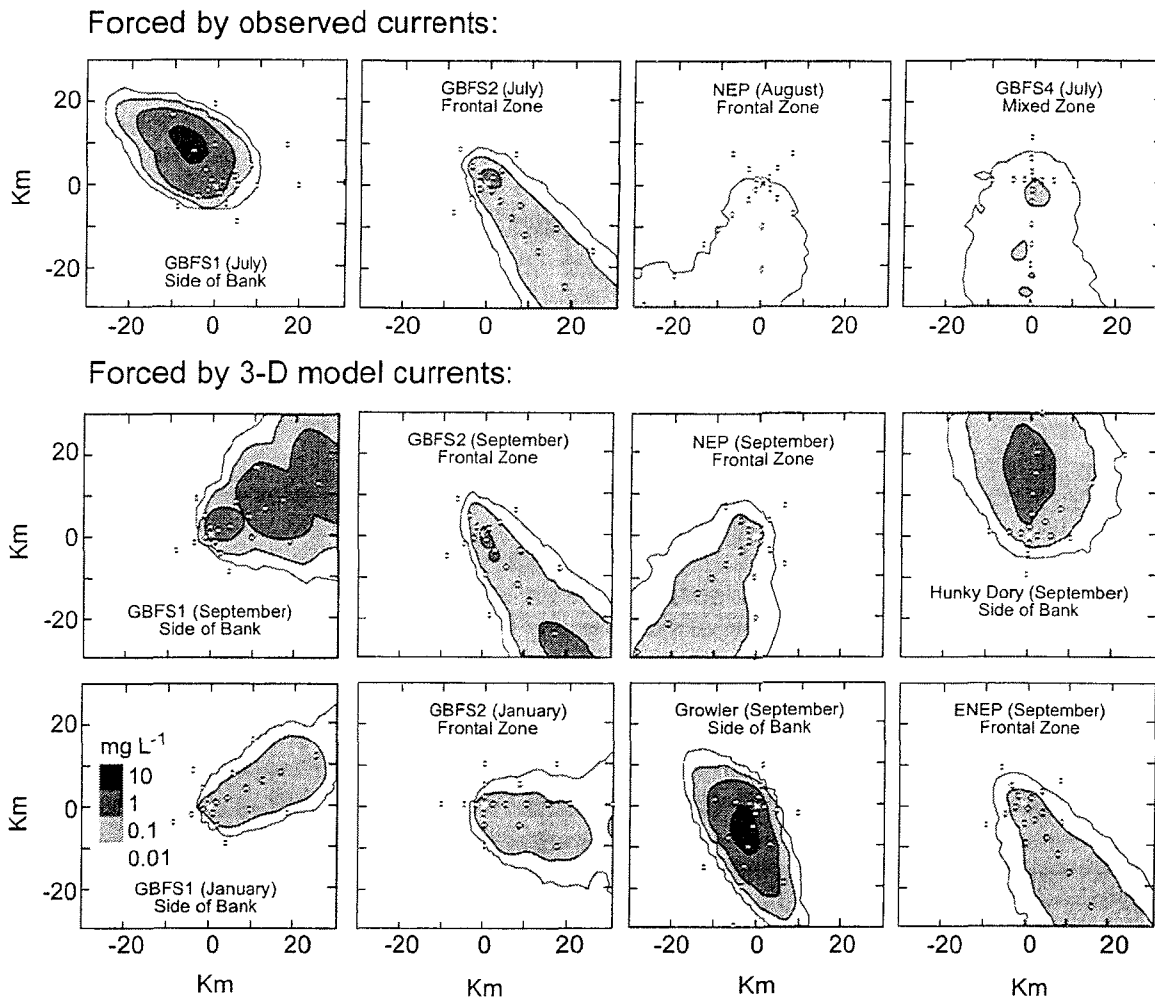 Forced by observed currents:
GBFS1 (July)
Side of Bank
GBFS2 (July)
Frontal Zone
NEP (August)
Frontal Zone
GBFS4 (July)
Mixed Zone
Km
20
0
-20
-20 0 20
-20 0 20
-20 0 20
-20 0 20
Forced by 3-D model currents:
GBFS1 (September)
Side of Bank
GBFS2 (September)
Frontal Zone
NEP (September)
Frontal Zone
Hunky Dory (September)
Side of Bank
Km
20
0
-20
mg L-1
10
1
0.1
0.01
GBFS1 (January)
Side of Bank
GBFS2 (January)
Frontal Zone
Growler (September)
Side of Bank
ENEP (September)
Frontal Zone
Km
20
0
-20
-20 0 20
-20 0 20
-20 0 20
-20 0 20
Km
Km
Km
Km